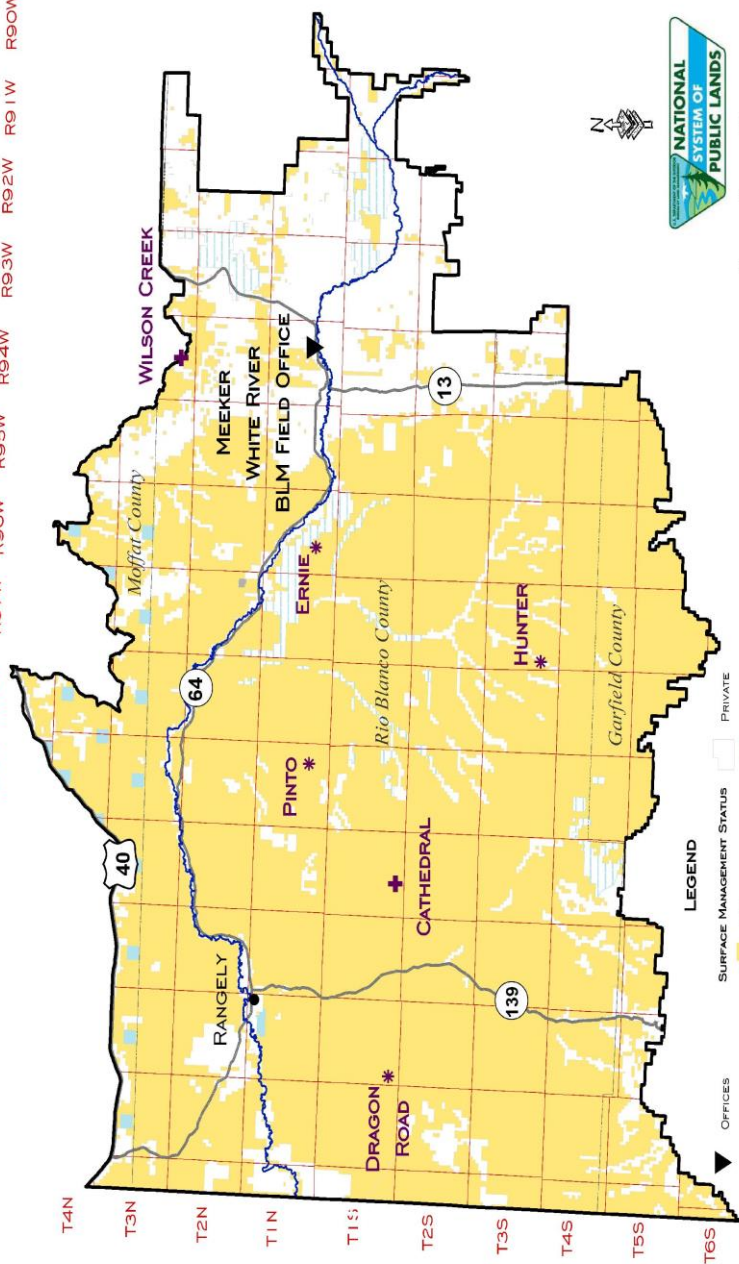 R93W R92W R91W R90W
R94W
T4N
T3N
T2N
T1N
T1S
T2S
T3S
T4S
T5S
T6S
40
Moffat County
WILSON CREEK
64
MEEKER
WHITE RIVER
BLM FIELD OFFICE
RANGELY
PINTO
ERNIE
DRAGON
ROAD
CATHEDRAL
Rio Blanco County
13
139
HUNTER
Garfield County
N
NATIONAL
SYSTEM OF
PUBLIC LANDS
LEGEND
OFFICES
SURFACE MANAGEMENT STATUS
PRIVATE